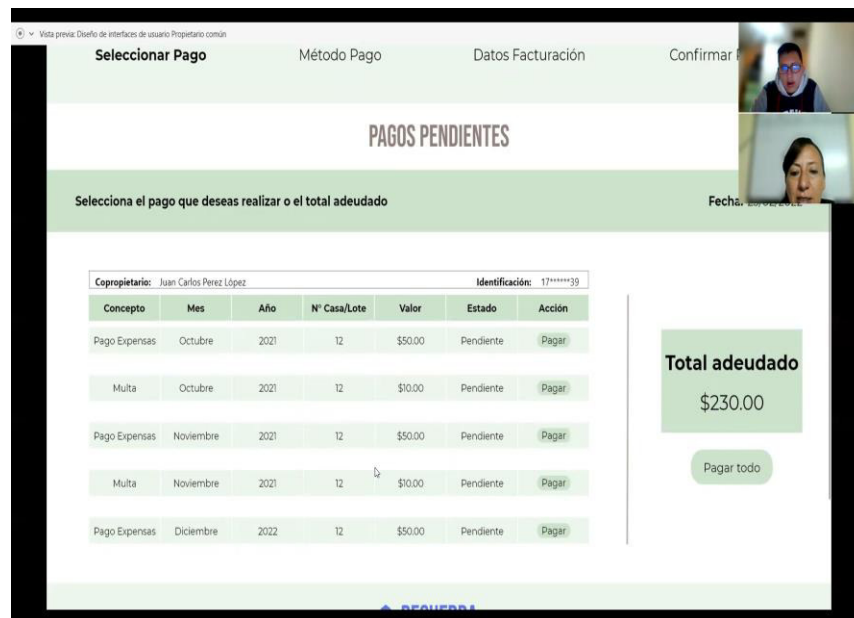 Vista previa: Diseño de interfaces de usuario Propietario común
Seleccionar Pago Método Pago Datos Facturación Confirmar
PAGOS PENDIENTES
Selecciona el pago que deseas realizar o el total adeudado Fecha:
Copropietario: Juan Carlos Perez López Identificación: 17******39
Concepto Mes Año N° Casa/Lote Valor Estado Acción
Pago Expensas Octubre 2021 12 $50.00 Pendiente Pagar
Multa Octubre 2021 12 $10.00 Pendiente Pagar
Pago Expensas Noviembre 2021 12 $50.00 Pendiente Pagar
Multa Noviembre 2021 12 $10.00 Pendiente Pagar
Pago Expensas Diciembre 2022 12 $50.00 Pendiente Pagar
Total adeudado
$230.00
Pagar todo